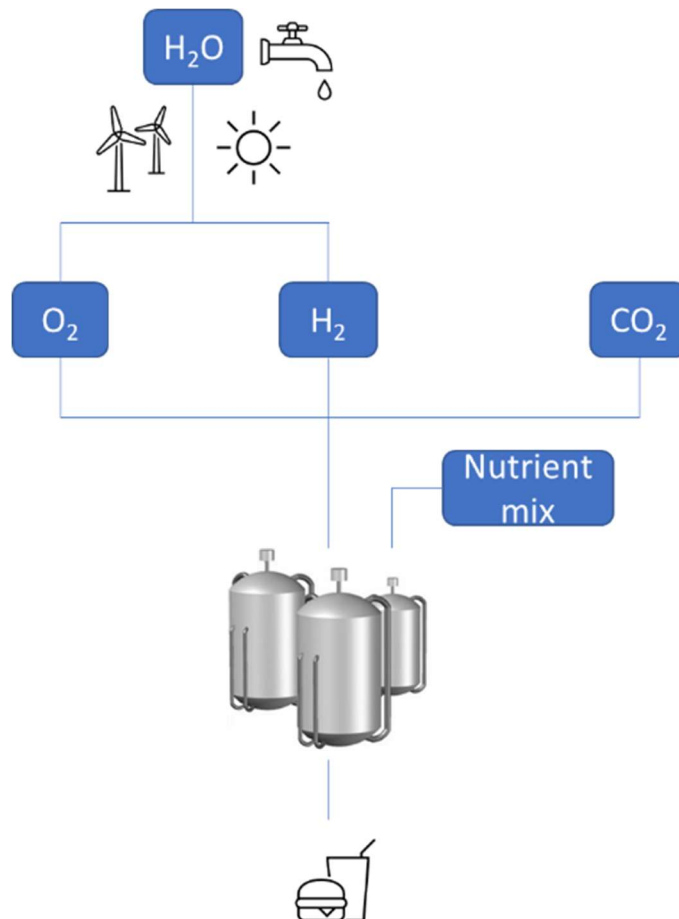 H₂O
O₂
H₂
CO₂
Nutrient
mix